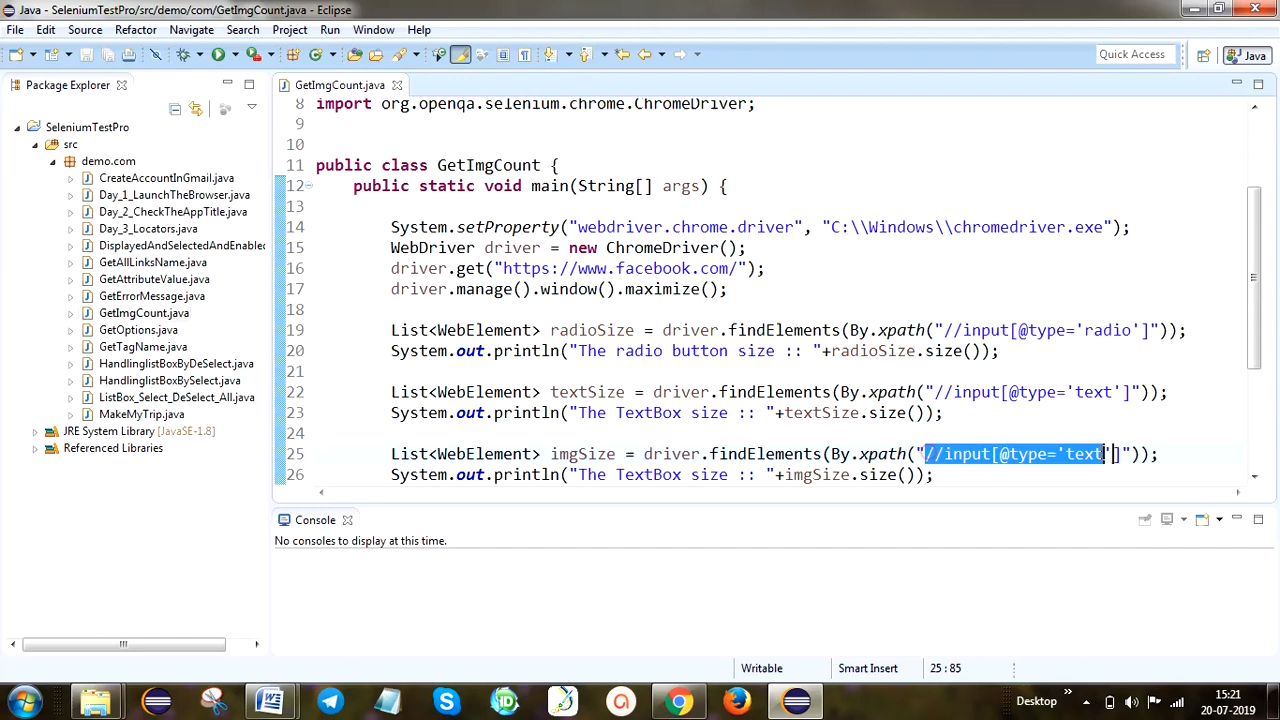 Java - SeleniumTestPro/src/demo/com/GetImgCount.java - Eclipse
File Edit Source Refactor Navigate Search Project Run Window Help
Quick Access
Java
Package Explorer
GetImgCount.java
SeleniumTestPro
src
demo.com
CreateAccountInGmail.java
Day_1_LaunchTheBrowser.java
Day_2_CheckTheAppTitle.java
Day_3_Locators.java
DisplayedAndSelectedAndEnabled
GetAllLinksName.java
GetAttributeValue.java
GetErrorMessage.java
GetImgCount.java
GetOptions.java
GetTagName.java
HandlinglistBoxByDeSelect.java
HandlingListBoxBySelect.java
ListBox_Select_DeSelect_All.java
MakeMyTrip.java
JRE System Library [JavaSE-1.8]
Referenced Libraries
8 import org.openqa.selenium.chrome.ChromeDriver;
9
10
11 public class GetImgCount {
12 public static void main(String[] args) {
13
14 System.setProperty("webdriver.chrome.driver", "C:\\Windows\\chromedriver.exe");
15 WebDriver driver = new ChromeDriver();
16 driver.get("https://www.facebook.com/");
17 driver.manage().window().maximize();
18
19 List<WebElement> radioSize = driver.findElements(By.xpath("//input[@type='radio']"));
20 System.out.println("The radio button size :: "+radioSize.size());
21
22 List<WebElement> textSize = driver.findElements(By.xpath("//input[@type='text']"));
23 System.out.println("The TextBox size :: "+textSize.size());
24
25 List<WebElement> imgSize = driver.findElements(By.xpath("//input[@type='text']"));
26 System.out.println("The TextBox size :: "+imgSize.size());
Console
No consoles to display at this time.
Writable Smart Insert 25 : 85
Desktop
15:21
20-07-2019